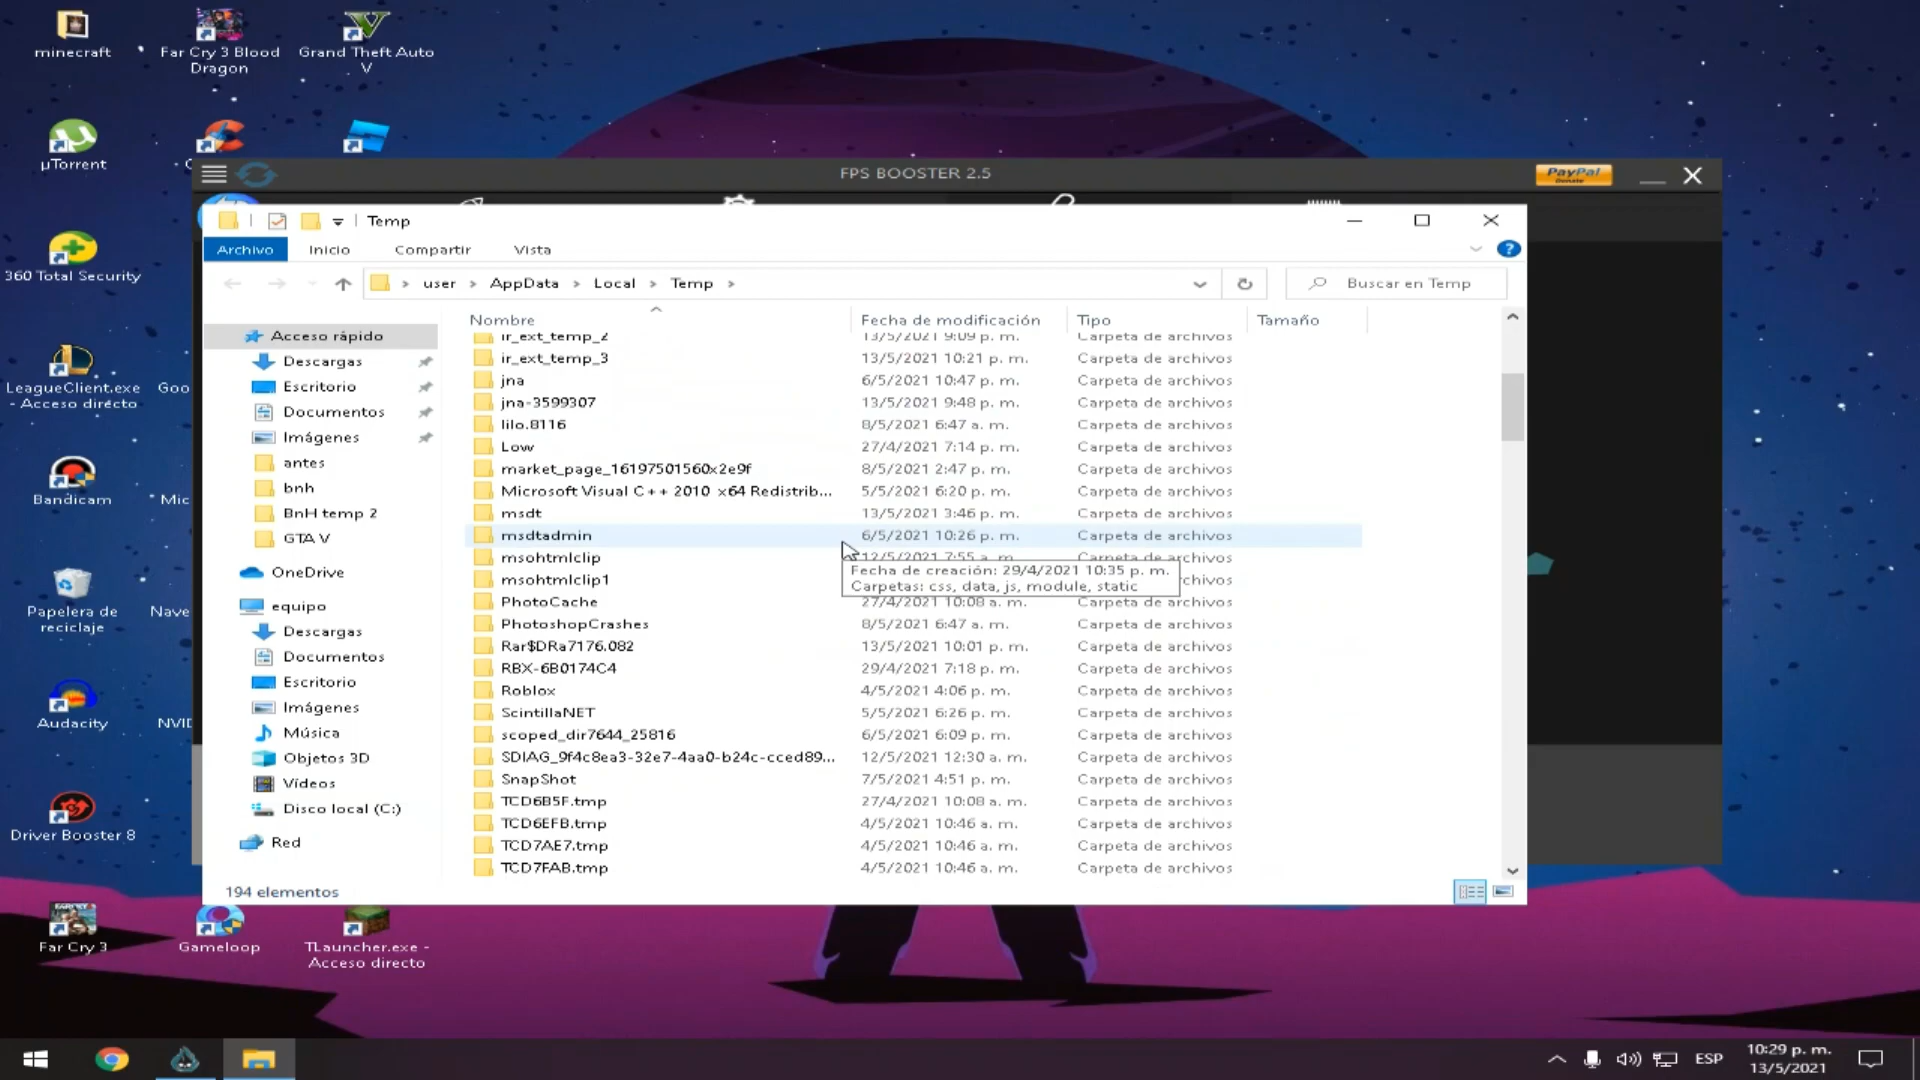 minecraft
Far Cry 3 Blood
Dragon
Grand Theft Auto
V
µTorrent
360 Total Security
LeagueClient.exe
- Acceso directo
Goo
Bandicam
Mic
Papelera de
reciclaje
Nave
Audacity
NVID
Driver Booster 8
Far Cry 3
Gameloop
TLauncher.exe -
Acceso directo
FPS BOOSTER 2.5
PayPal
Donate
Temp
Archivo
Inicio
Compartir
Vista
?
user > AppData > Local > Temp >
Buscar en Temp
Nombre
Fecha de modificación
Tipo
Tamaño
Acceso rápido
Descargas
Escritorio
Documentos
Imágenes
antes
bnh
BnH temp 2
GTA V
OneDrive
equipo
Descargas
Documentos
Escritorio
Imágenes
Música
Objetos 3D
Vídeos
Disco local (C:)
Red
ir_ext_temp_2 13/5/2021 9:09 p. m. Carpeta de archivos
ir_ext_temp_3 13/5/2021 10:21 p. m. Carpeta de archivos
jna 6/5/2021 10:47 p. m. Carpeta de archivos
jna-3599307 13/5/2021 9:48 p. m. Carpeta de archivos
lilo.8116 8/5/2021 6:47 a. m. Carpeta de archivos
Low 27/4/2021 7:14 p. m. Carpeta de archivos
market_page_16197501560x2e9f 8/5/2021 2:47 p. m. Carpeta de archivos
Microsoft Visual C++ 2010 x64 Redistrib... 5/5/2021 6:20 p. m. Carpeta de archivos
msdt 13/5/2021 3:46 p. m. Carpeta de archivos
msdtadmin 6/5/2021 10:26 p. m. Carpeta de archivos
msohtmlclip 12/5/2021 7:55 a. m. Carpeta de archivos
msohtmlclip1 rchivos
Fecha de creación: 29/4/2021 10:35 p. m.
Carpetas: css, data, js, module, static
PhotoCache 27/4/2021 10:08 a. m. Carpeta de archivos
PhotoshopCrashes 8/5/2021 6:47 a. m. Carpeta de archivos
Rar$DRa7176.082 13/5/2021 10:01 p. m. Carpeta de archivos
RBX-6B0174C4 29/4/2021 7:18 p. m. Carpeta de archivos
Roblox 4/5/2021 4:06 p. m. Carpeta de archivos
ScintillaNET 5/5/2021 6:26 p. m. Carpeta de archivos
scoped_dir7644_25816 6/5/2021 6:09 p. m. Carpeta de archivos
SDIAG_9f4c8ea3-32e7-4aa0-b24c-cced89... 12/5/2021 12:30 a. m. Carpeta de archivos
SnapShot 7/5/2021 4:51 p. m. Carpeta de archivos
TCD6B5F.tmp 27/4/2021 10:08 a. m. Carpeta de archivos
TCD6EFB.tmp 4/5/2021 10:46 a. m. Carpeta de archivos
TCD7AE7.tmp 4/5/2021 10:46 a. m. Carpeta de archivos
TCD7FAB.tmp 4/5/2021 10:46 a. m. Carpeta de archivos
194 elementos
ESP
10:29 p. m.
13/5/2021